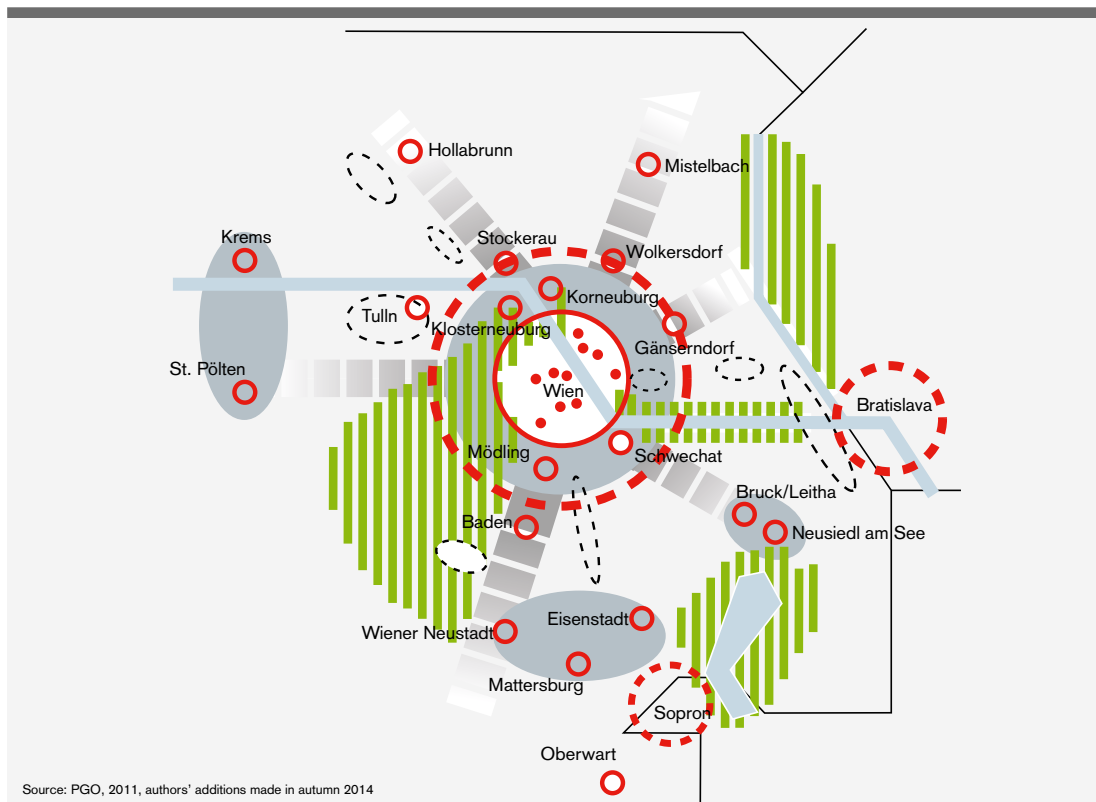 Hollabrunn
Mistelbach
Krems
Stockerau
Wolkersdorf
Korneuburg
Tulln
Klosterneuburg
Gänserndorf
St. Pölten
Wien
Bratislava
Mödling
Schwechat
Bruck/Leitha
Baden
Neusiedl am See
Eisenstadt
Wiener Neustadt
Mattersburg
Sopron
Oberwart
Source: PGO, 2011, authors' additions made in autumn 2014